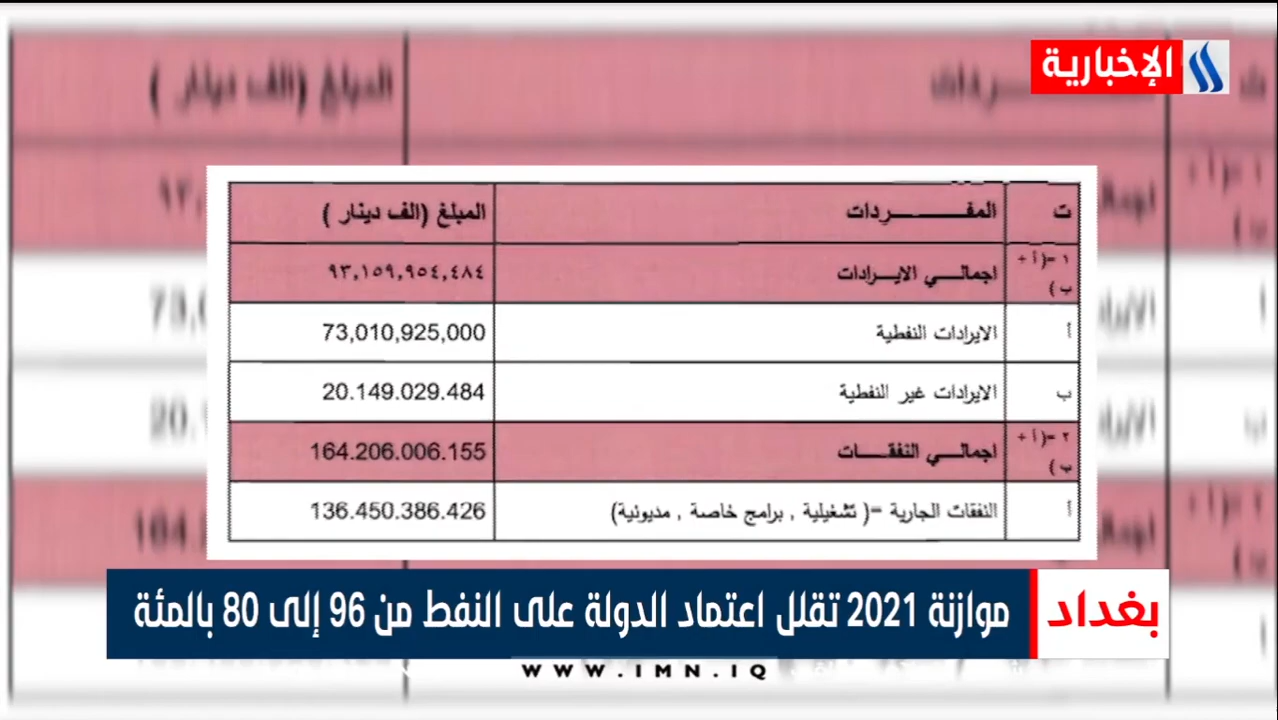 الإخبارية
ت المفـــــــردات المبلغ (الف دينار )
١ =(أ + ب ) اجمالـــي الايـــرادات ٩٣,١٥٩,٩٥٤,٤٨٤
أ الايرادات النفطية 73,010,925,000
ب الايرادات غير النفطية 20.149.029.484
٢ =(أ + ب ) اجمالـــي النفقـــات 164.206.006.155
أ النفقات الجارية =( تشغيلية , برامج خاصة , مديونية) 136.450.386.426
بغداد
موازنة 2021 تقلل اعتماد الدولة على النفط من 96 إلى 80 بالمئة
WWW.IMN.IQ